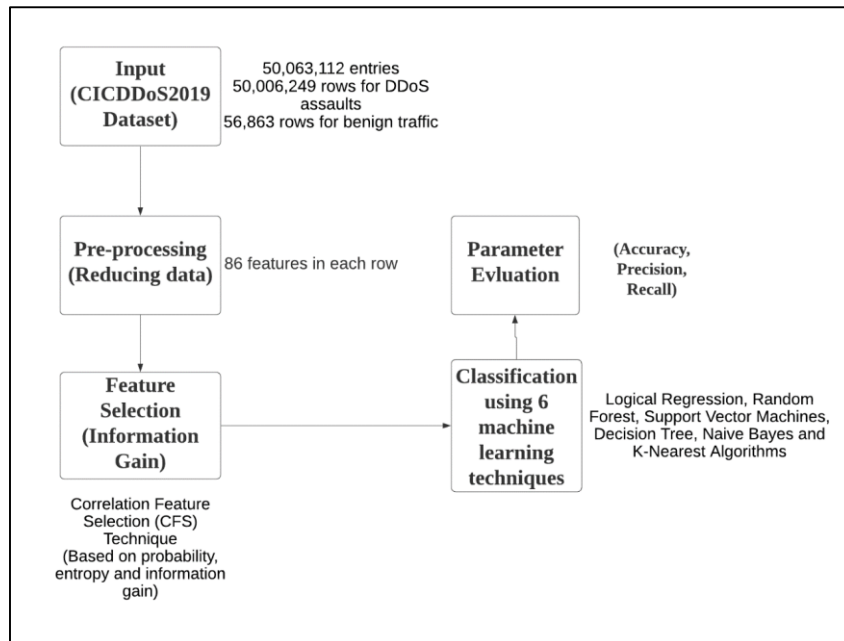 Input
(CICDDoS2019
Dataset)
50,063,112 entries
50,006,249 rows for DDoS
assaults
56,863 rows for benign traffic
Pre-processing
(Reducing data)
86 features in each row
Parameter
Evluation
(Accuracy,
Precision,
Recall)
Feature
Selection
(Information
Gain)
Classification
using 6
machine
learning
techniques
Logical Regression, Random
Forest, Support Vector Machines,
Decision Tree, Naive Bayes and
K-Nearest Algorithms
Correlation Feature
Selection (CFS)
Technique
(Based on probability,
entropy and information
gain)